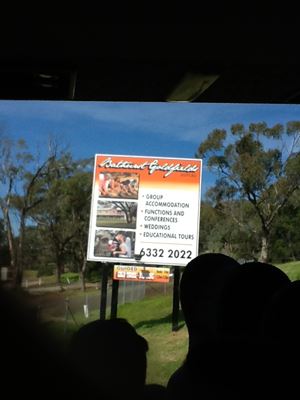 Bathurst Goldfields
• GROUP
ACCOMMODATION
• FUNCTIONS AND
CONFERENCES
• WEDDINGS
• EDUCATIONAL TOURS
6332 2022
GUIDED